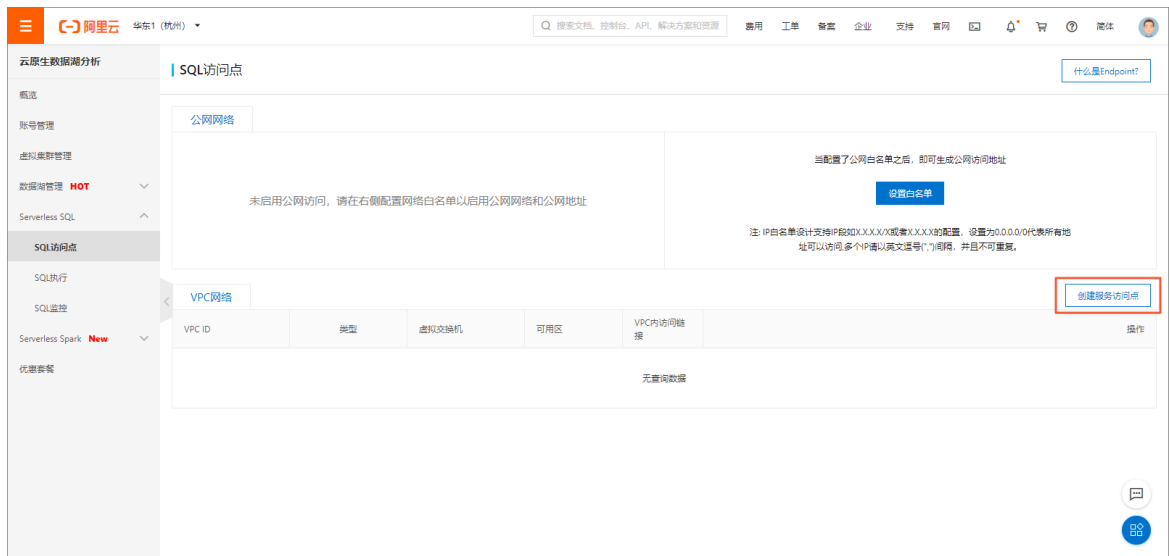 阿里云
华东1（杭州）
搜索文档、控制台、API、解决方案和资源
费用
工单
备案
企业
支持
官网
简体
云原生数据湖分析
概览
账号管理
虚拟集群管理
数据湖管理 HOT
Serverless SQL
SQL访问点
SQL执行
SQL监控
Serverless Spark New
优惠套餐
SQL访问点
什么是Endpoint?
公网网络
未启用公网访问，请在右侧配置网络白名单以启用公网网络和公网地址
当配置了公网白名单之后，即可生成公网访问地址
设置白名单
注: IP白名单设计支持IP段如X.X.X.X/X或者X.X.X.X的配置，设置为0.0.0.0/0代表所有地
址可以访问,多个IP请以英文逗号(",")间隔，并且不可重复。
VPC网络
创建服务访问点
VPC ID
类型
虚拟交换机
可用区
VPC内访问链
接
操作
无查询数据